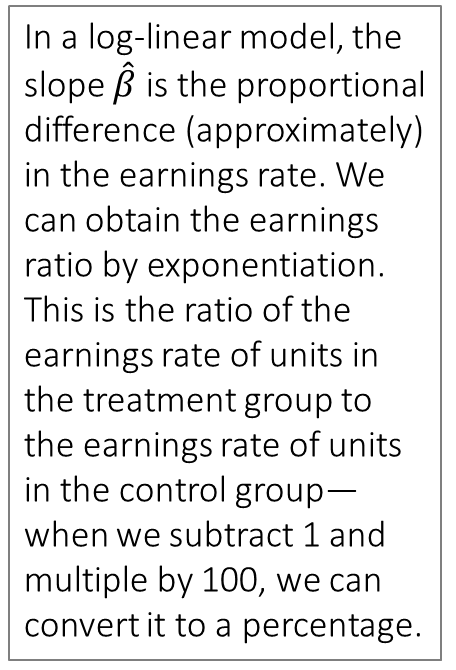 In a log-linear model, the
slope β̂ is the proportional
difference (approximately)
in the earnings rate. We
can obtain the earnings
ratio by exponentiation.
This is the ratio of the
earnings rate of units in
the treatment group to
the earnings rate of units
in the control group—
when we subtract 1 and
multiple by 100, we can
convert it to a percentage.